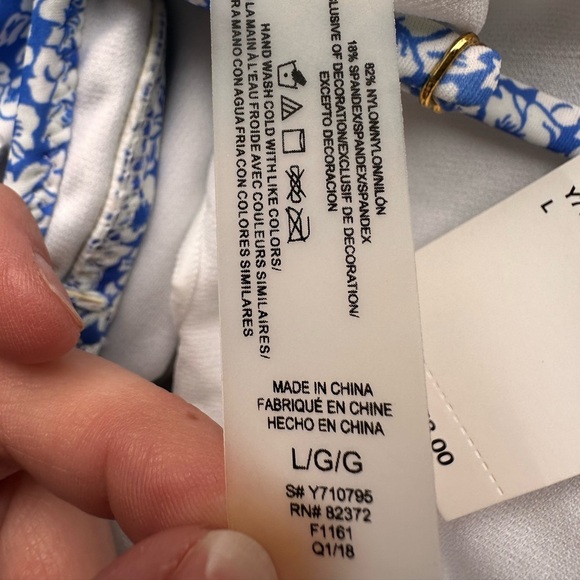 82% NYLON/NYLON/NILÓN
18% SPANDEX/SPANDEX/SPANDEX
EXCLUSIVE OF DECORATION/EXCLUSIF DE DECORATION/
EXCEPTO DECORACION
HAND WASH COLD WITH LIKE COLORS/
LA MAIN À L'EAU FROIDE AVEC COULEURS SIMILAIRES/
A MANO CON AGUA FRIA CON COLORES SIMILARES
MADE IN CHINA
FABRIQUÉ EN CHINE
HECHO EN CHINA
L/G/G
S# Y710795
RN# 82372
F1161
Q1/18
L
.00